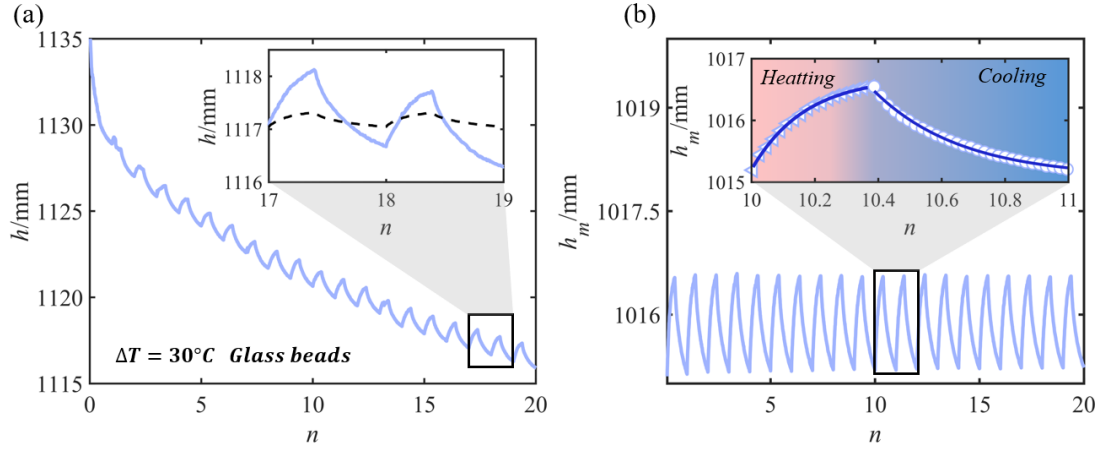 (a)
1135
1130
1125
1120
1115
h/mm
0
5
10
15
20
n
ΔT = 30°C Glass beads
1118
1117
1116
h/mm
17
18
19
n
(b)
1019
1017.5
1016
h_m/mm
5
10
15
20
n
1017
1016
1015
h_m/mm
Heatting
Cooling
10
10.2
10.4
10.6
10.8
11
n